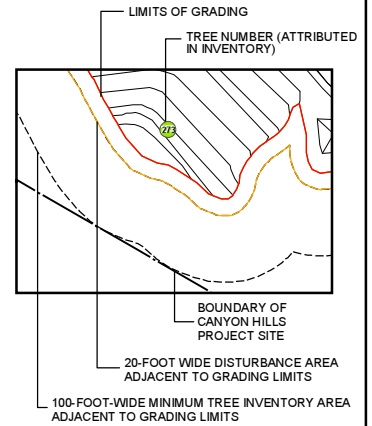 LIMITS OF GRADING
TREE NUMBER (ATTRIBUTED
IN INVENTORY)
273
BOUNDARY OF
CANYON HILLS
PROJECT SITE
20-FOOT WIDE DISTURBANCE AREA
ADJACENT TO GRADING LIMITS
100-FOOT-WIDE MINIMUM TREE INVENTORY AREA
ADJACENT TO GRADING LIMITS